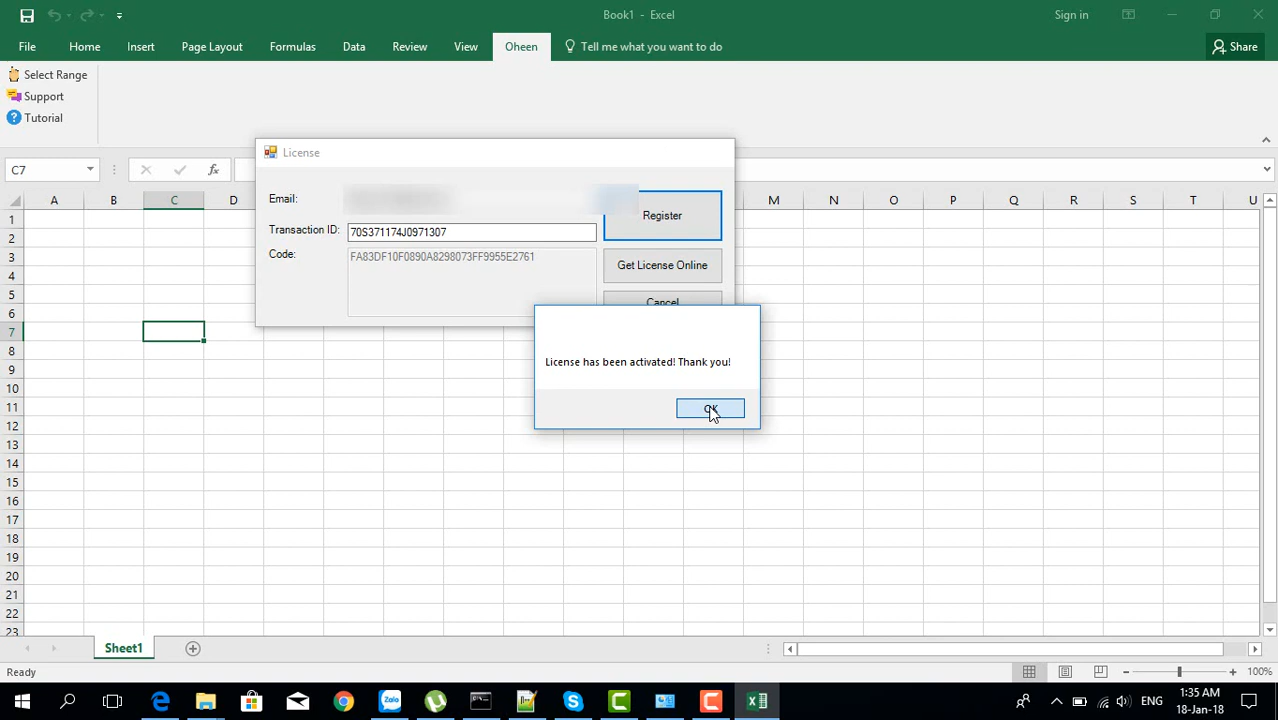 Book1 - Excel
Sign in
File Home Insert Page Layout Formulas Data Review View Oheen Tell me what you want to do Share
Select Range
Support
Tutorial
License
C7 fx
Email:
Register
Transaction ID: 70S371174J0971307
Code: FA83DF10F0890A8298073FF9955E2761
Get License Online
Cancel
License has been activated! Thank you!
OK
A B C D M N O P Q R S T U
1
2
3
4
5
6
7
8
9
10
11
12
13
14
15
16
17
18
19
20
21
22
23
Sheet1
Ready
100%
Zalo
ENG
1:35 AM
18-Jan-18